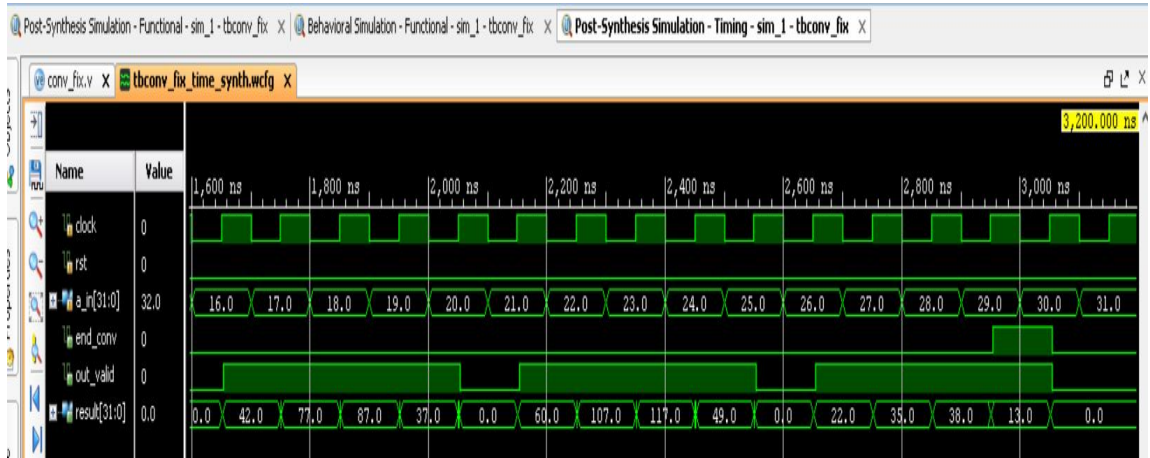 Post-Synthesis Simulation - Functional - sim_1 - tbconv_fix X Behavioral Simulation - Functional - sim_1 - tbconv_fix X Post-Synthesis Simulation - Timing - sim_1 - tbconv_fix X
conv_fix.v X tbconv_fix_time_synth.wcfg X
3,200.000 ns
Name Value 1,600 ns 1,800 ns 2,000 ns 2,200 ns 2,400 ns 2,600 ns 2,800 ns 3,000 ns
clock 0
rst 0
a_in[31:0] 32.0 16.0 17.0 18.0 19.0 20.0 21.0 22.0 23.0 24.0 25.0 26.0 27.0 28.0 29.0 30.0 31.0
end_conv 0
out_valid 0
result[31:0] 0.0 0.0 42.0 77.0 87.0 37.0 0.0 60.0 107.0 117.0 49.0 0.0 22.0 35.0 38.0 13.0 0.0